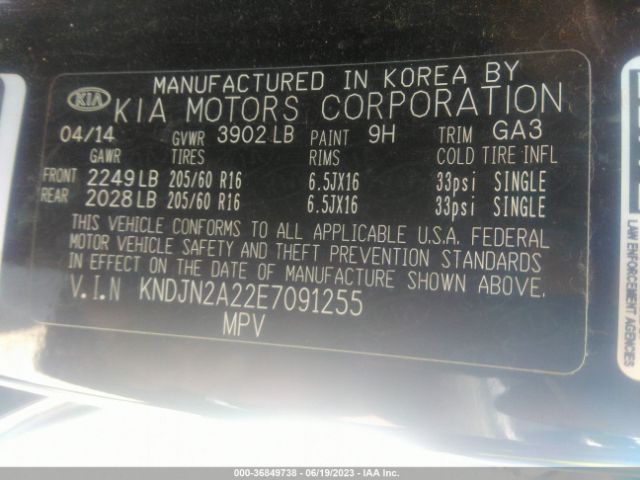 MANUFACTURED IN KOREA BY
KIA KIA MOTORS CORPORATION
04/14 GVWR 3902 LB PAINT 9H TRIM GA3
GAWR TIRES RIMS COLD TIRE INFL
FRONT 2249 LB 205/60 R16 6.5JX16 33psi SINGLE
REAR 2028 LB 205/60 R16 6.5JX16 33psi SINGLE
THIS VEHICLE CONFORMS TO ALL APPLICABLE U.S.A. FEDERAL
MOTOR VEHICLE SAFETY AND THEFT PREVENTION STANDARDS
IN EFFECT ON THE DATE OF MANUFACTURE SHOWN ABOVE.
V.I.N KNDJN2A22E7091255
MPV
LAW ENFORCEMENT AGENCIES
000-36849738 - 06/19/2023 - IAA Inc.